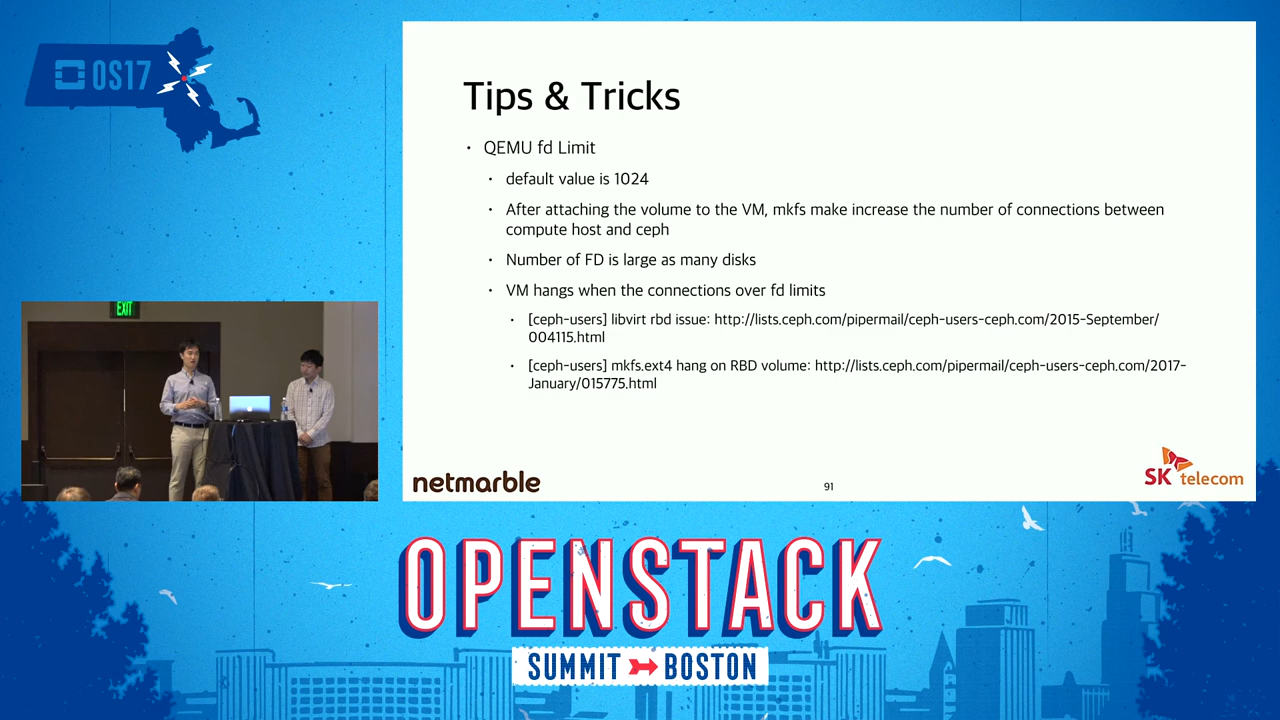 OS17
Tips & Tricks
• QEMU fd Limit
• default value is 1024
• After attaching the volume to the VM, mkfs make increase the number of connections between
compute host and ceph
• Number of FD is large as many disks
• VM hangs when the connections over fd limits
• [ceph-users] libvirt rbd issue: http://lists.ceph.com/pipermail/ceph-users-ceph.com/2015-September/
004115.html
• [ceph-users] mkfs.ext4 hang on RBD volume: http://lists.ceph.com/pipermail/ceph-users-ceph.com/2017-
January/015775.html
netmarble
91
SK telecom
EXIT
OPENSTACK
SUMMIT BOSTON